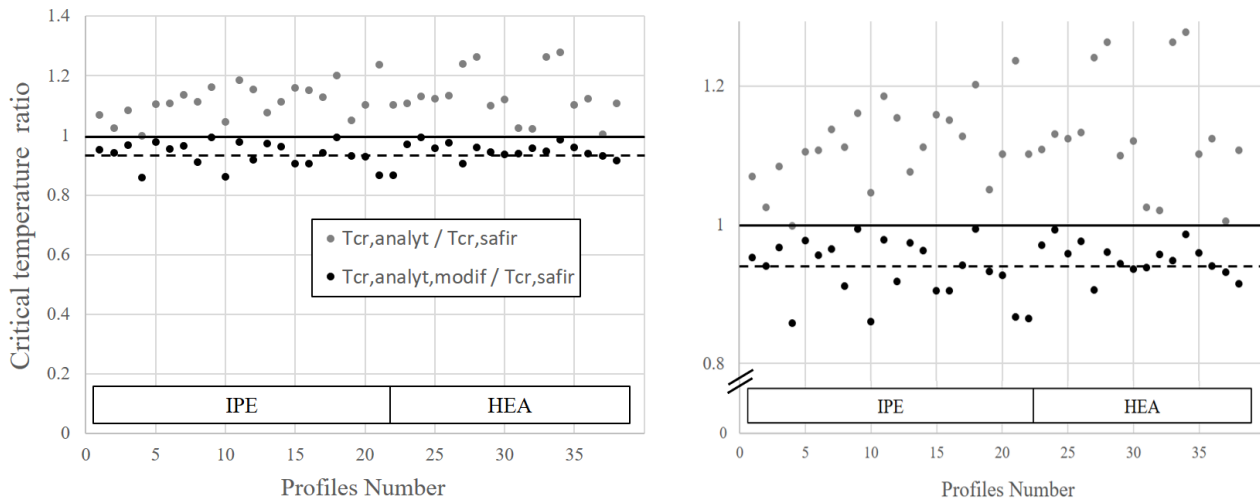 1.4
1.2
1
0.8
0.6
0.4
0.2
0
Critical temperature ratio
Tcr,analyt / Tcr,safir
Tcr,analyt,modif / Tcr,safir
IPE HEA
0 5 10 15 20 25 30 35
Profiles Number
1.2
1
0.8
0
IPE HEA
0 5 10 15 20 25 30 35
Profiles Number